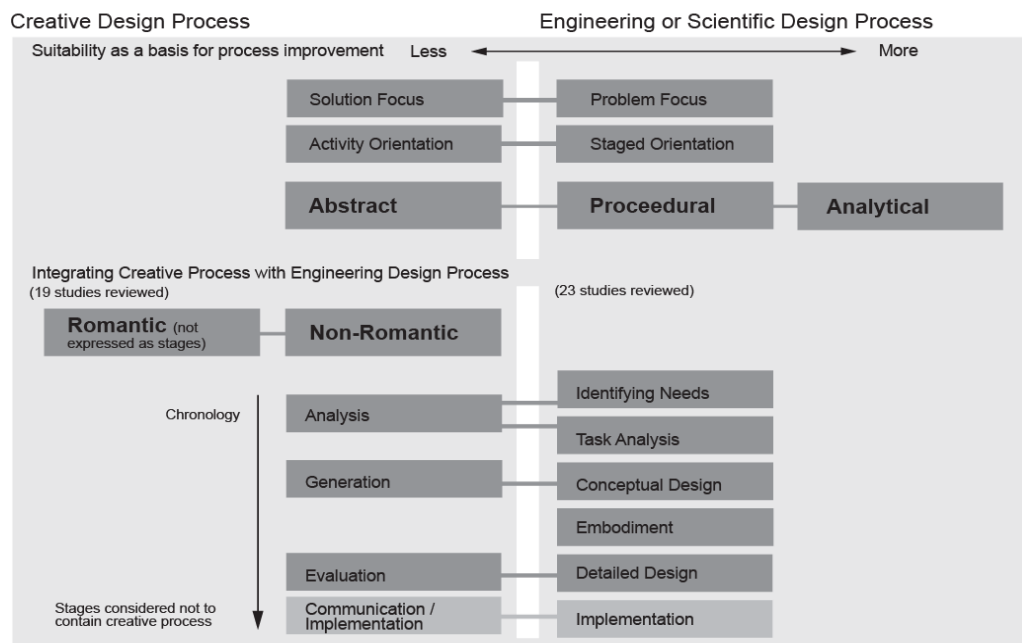 Creative Design Process
Engineering or Scientific Design Process
Suitability as a basis for process improvement Less More
Solution Focus
Problem Focus
Activity Orientation
Staged Orientation
Abstract
Proceedural
Analytical
Integrating Creative Process with Engineering Design Process
(19 studies reviewed)
(23 studies reviewed)
Romantic (not
expressed as stages)
Non-Romantic
Chronology
Analysis
Identifying Needs
Task Analysis
Generation
Conceptual Design
Embodiment
Evaluation
Detailed Design
Stages considered not to
contain creative process
Communication /
Implementation
Implementation